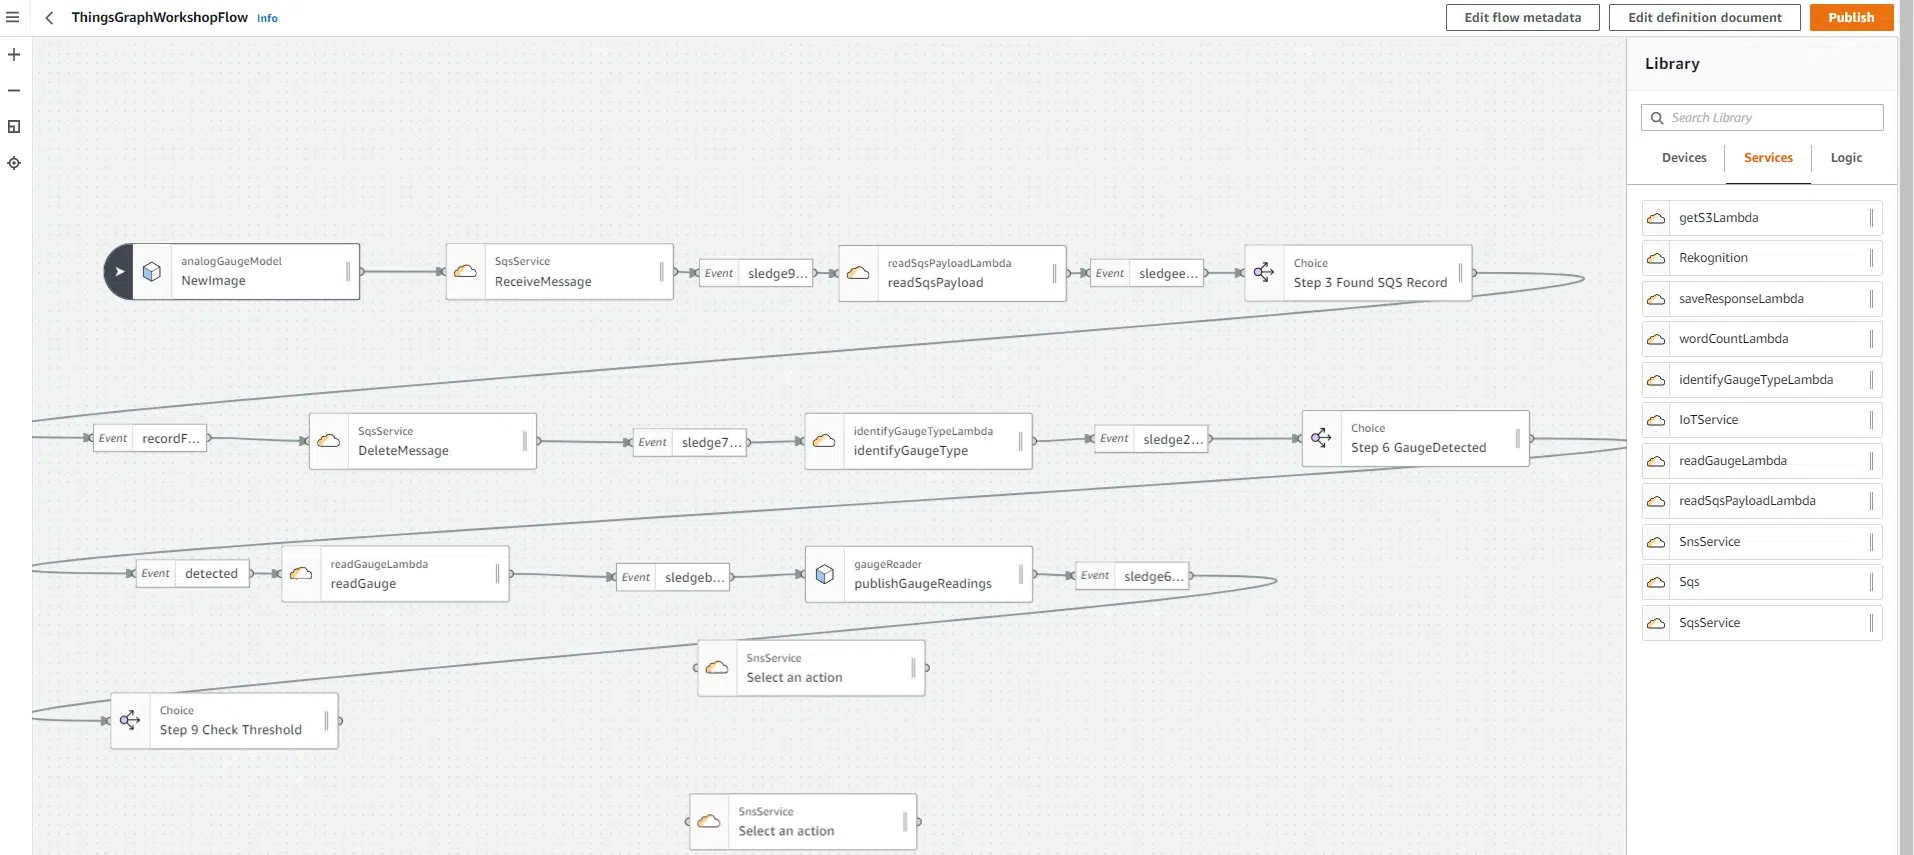 ThingsGraphWorkshopFlow Info
Edit flow metadata
Edit definition document
Publish
analogGaugeModel
NewImage
SqsService
ReceiveMessage
Event sledge9...
readSqsPayloadLambda
readSqsPayload
Event sledgee...
Choice
Step 3 Found SQS Record
Event recordF...
SqsService
DeleteMessage
Event sledge7...
identifyGaugeTypeLambda
identifyGaugeType
Event sledge2...
Choice
Step 6 GaugeDetected
Event detected
readGaugeLambda
readGauge
Event sledgeb...
gaugeReader
publishGaugeReadings
Event sledge6...
SnsService
Select an action
Choice
Step 9 Check Threshold
SnsService
Select an action
Library
Search Library
Devices
Services
Logic
getS3Lambda
Rekognition
saveResponseLambda
wordCountLambda
identifyGaugeTypeLambda
IoTService
readGaugeLambda
readSqsPayloadLambda
SnsService
Sqs
SqsService